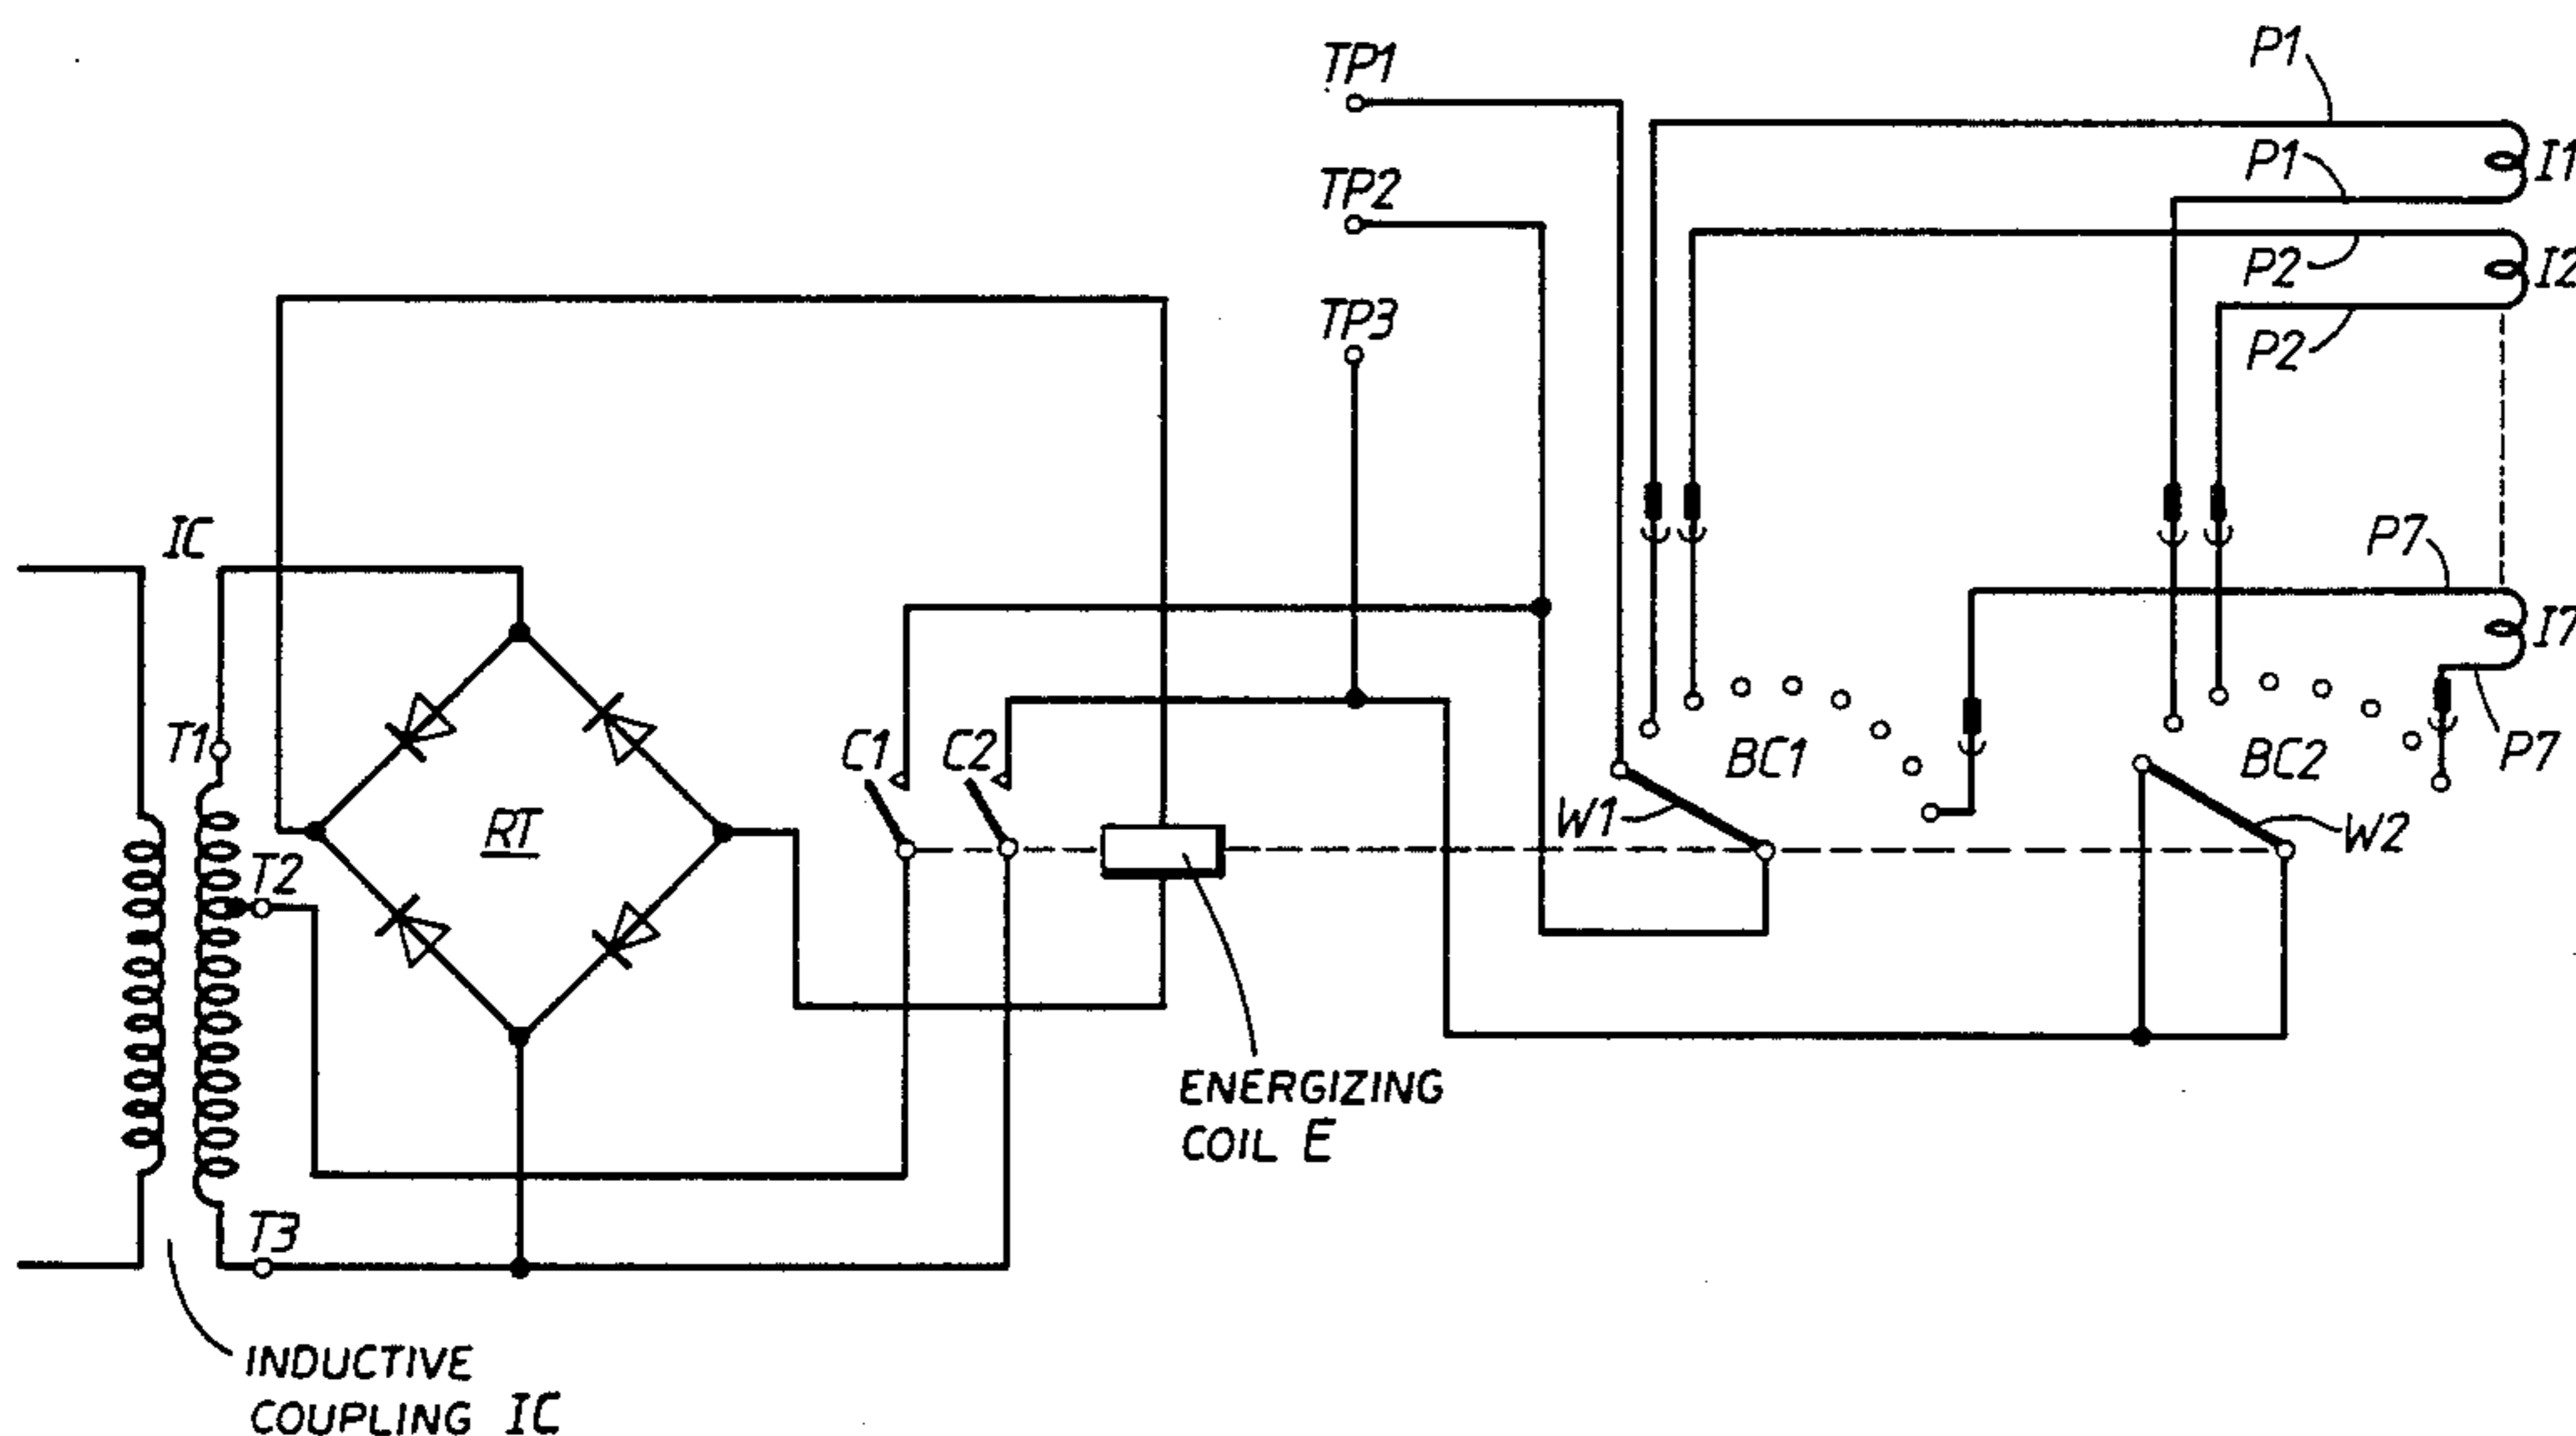 TP1
P1
P1
I1
TP2
P2
I2
TP3
P2
IC
P7
I7
T1
C1
C2
BC1
BC2
P7
RT
W1
W2
T2
ENERGIZING
COIL E
T3
INDUCTIVE
COUPLING IC